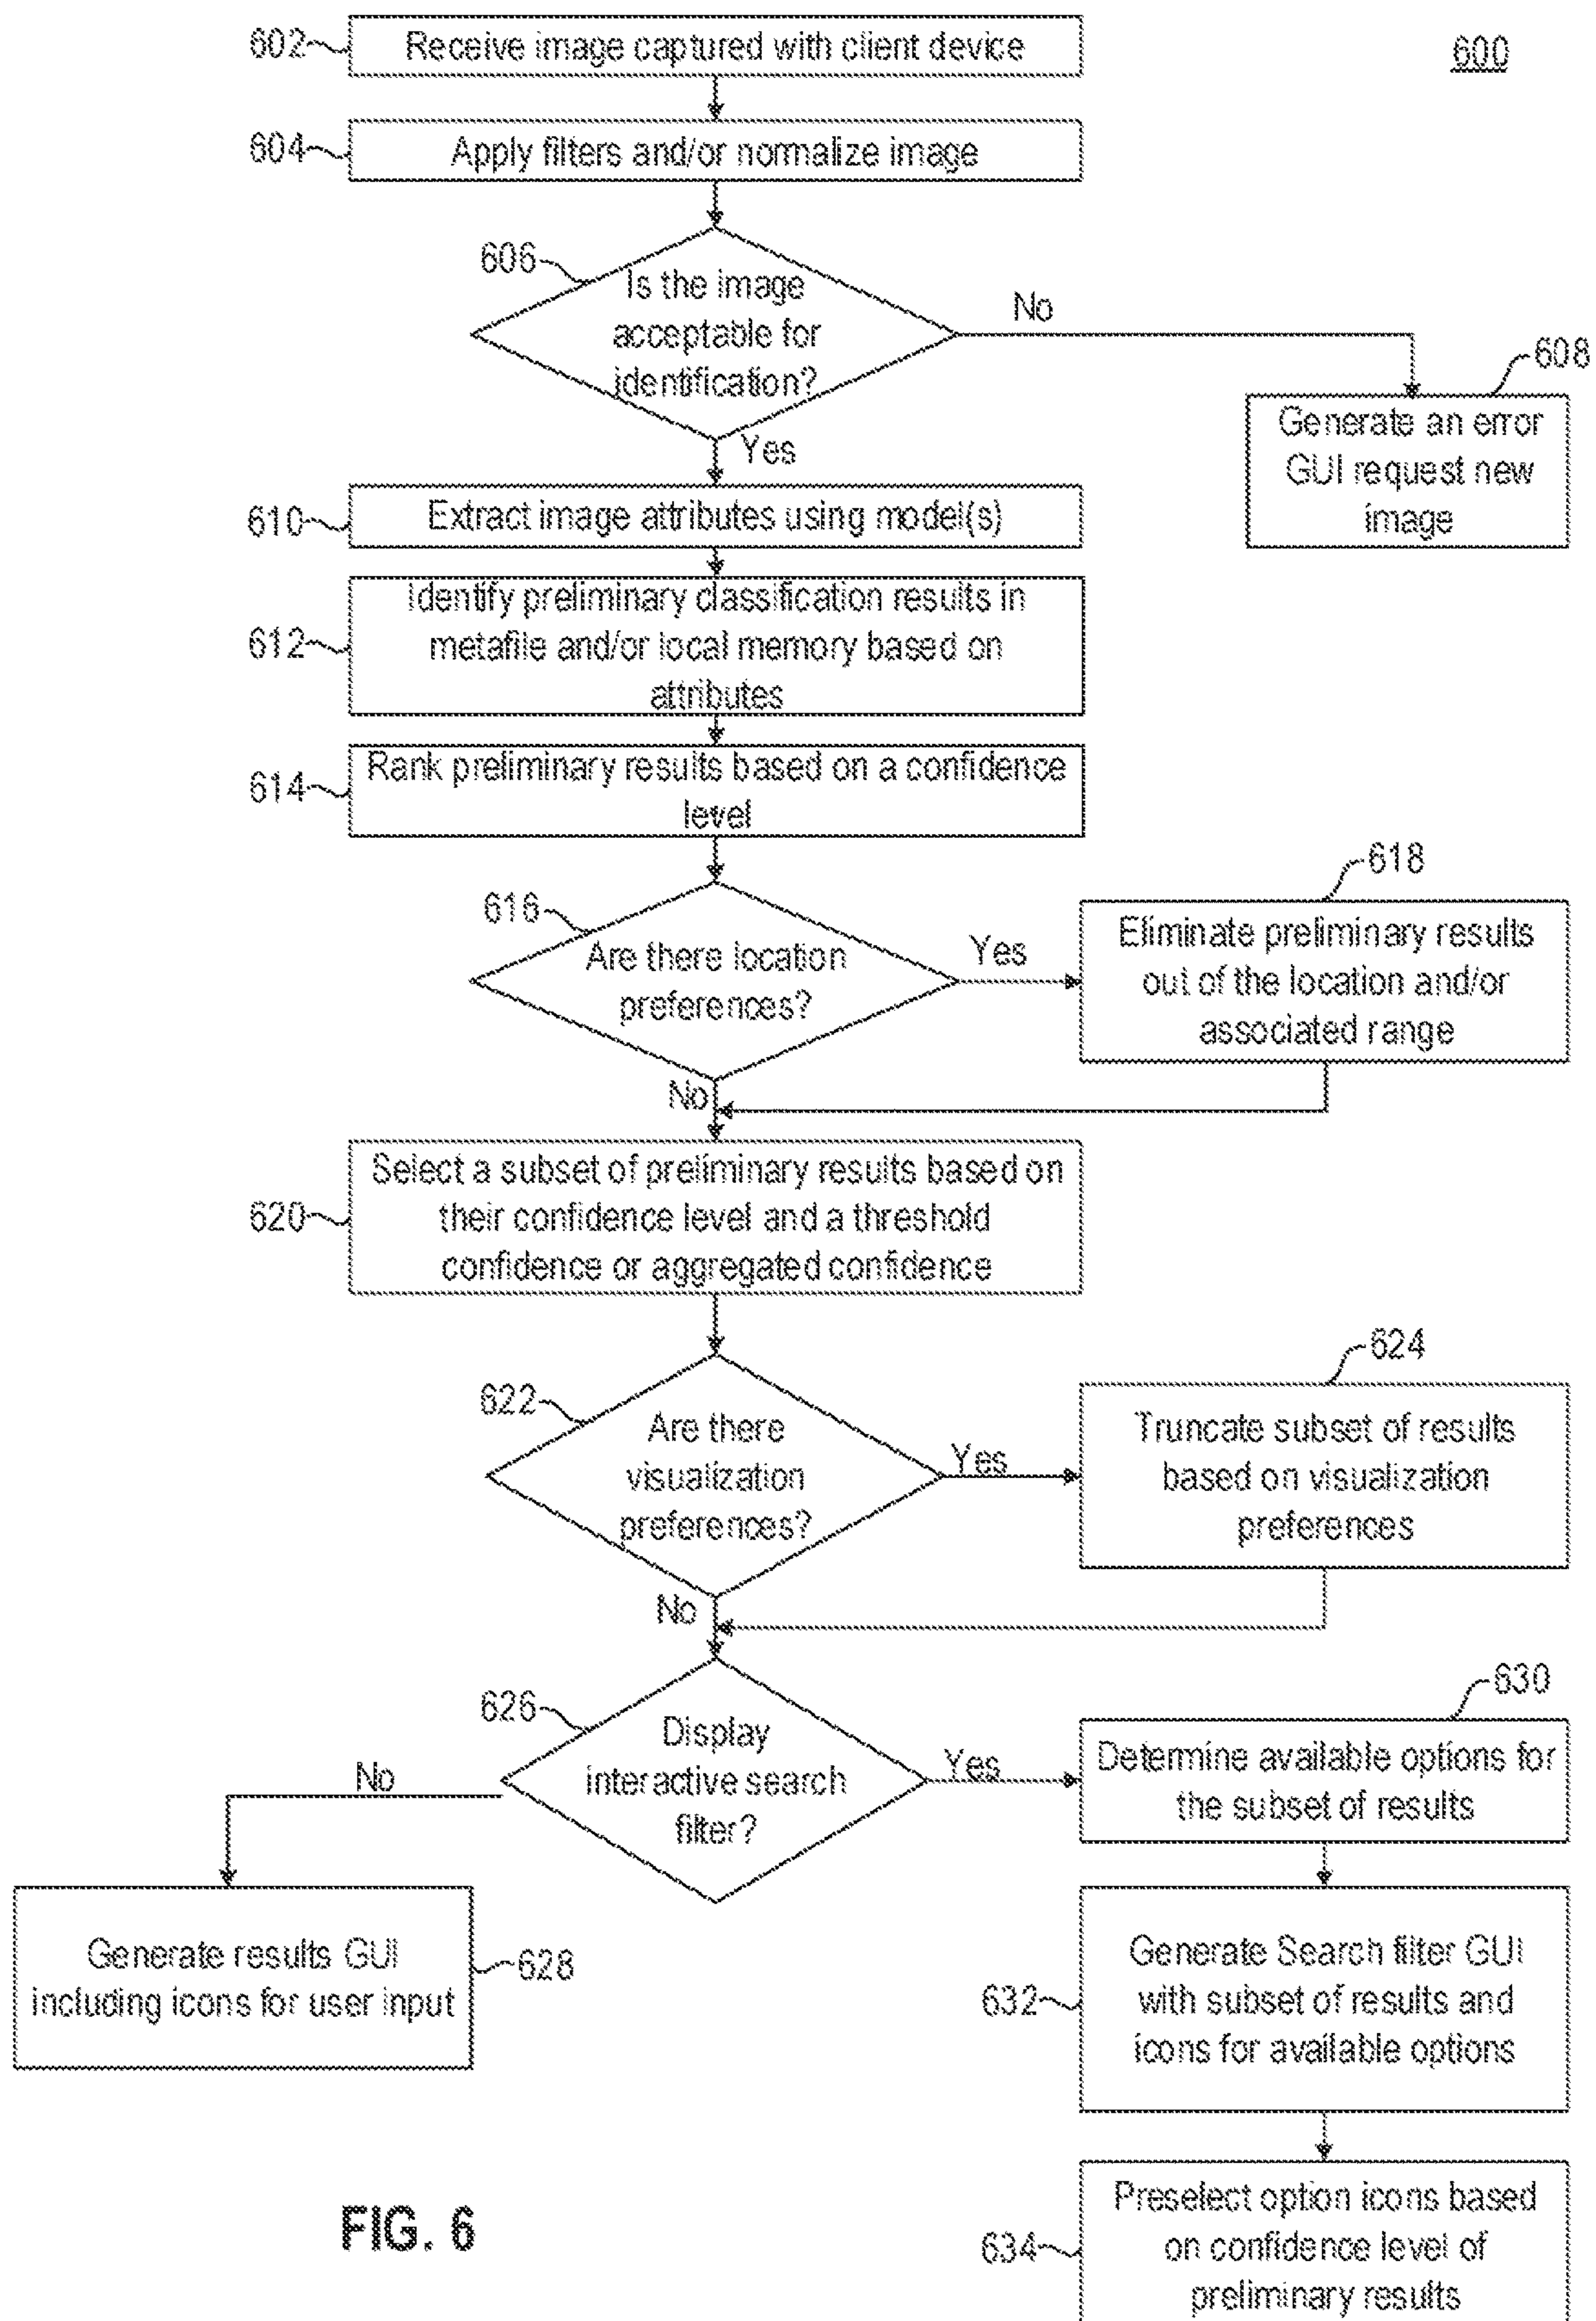 602
Receive image captured with client device
600
604
Apply filters and/or normalize image
606
Is the image
acceptable for
identification?
No
608
Generate an error
GUI request new
image
Yes
610
Extract image attributes using model(s)
612
Identify preliminary classification results in
metafile and/or local memory based on
attributes
614
Rank preliminary results based on a confidence
level
616
Are there location
preferences?
Yes
618
Eliminate preliminary results
out of the location and/or
associated range
No
620
Select a subset of preliminary results based on
their confidence level and a threshold
confidence or aggregated confidence
622
Are there
visualization
preferences?
Yes
624
Truncate subset of results
based on visualization
preferences
No
626
Display
interactive search
filter?
Yes
630
Determine available options for
the subset of results
No
Generate results GUI
including icons for user input
628
632
Generate Search filter GUI
with subset of results and
icons for available options
634
Preselect option icons based
on confidence level of
preliminary results
FIG. 6